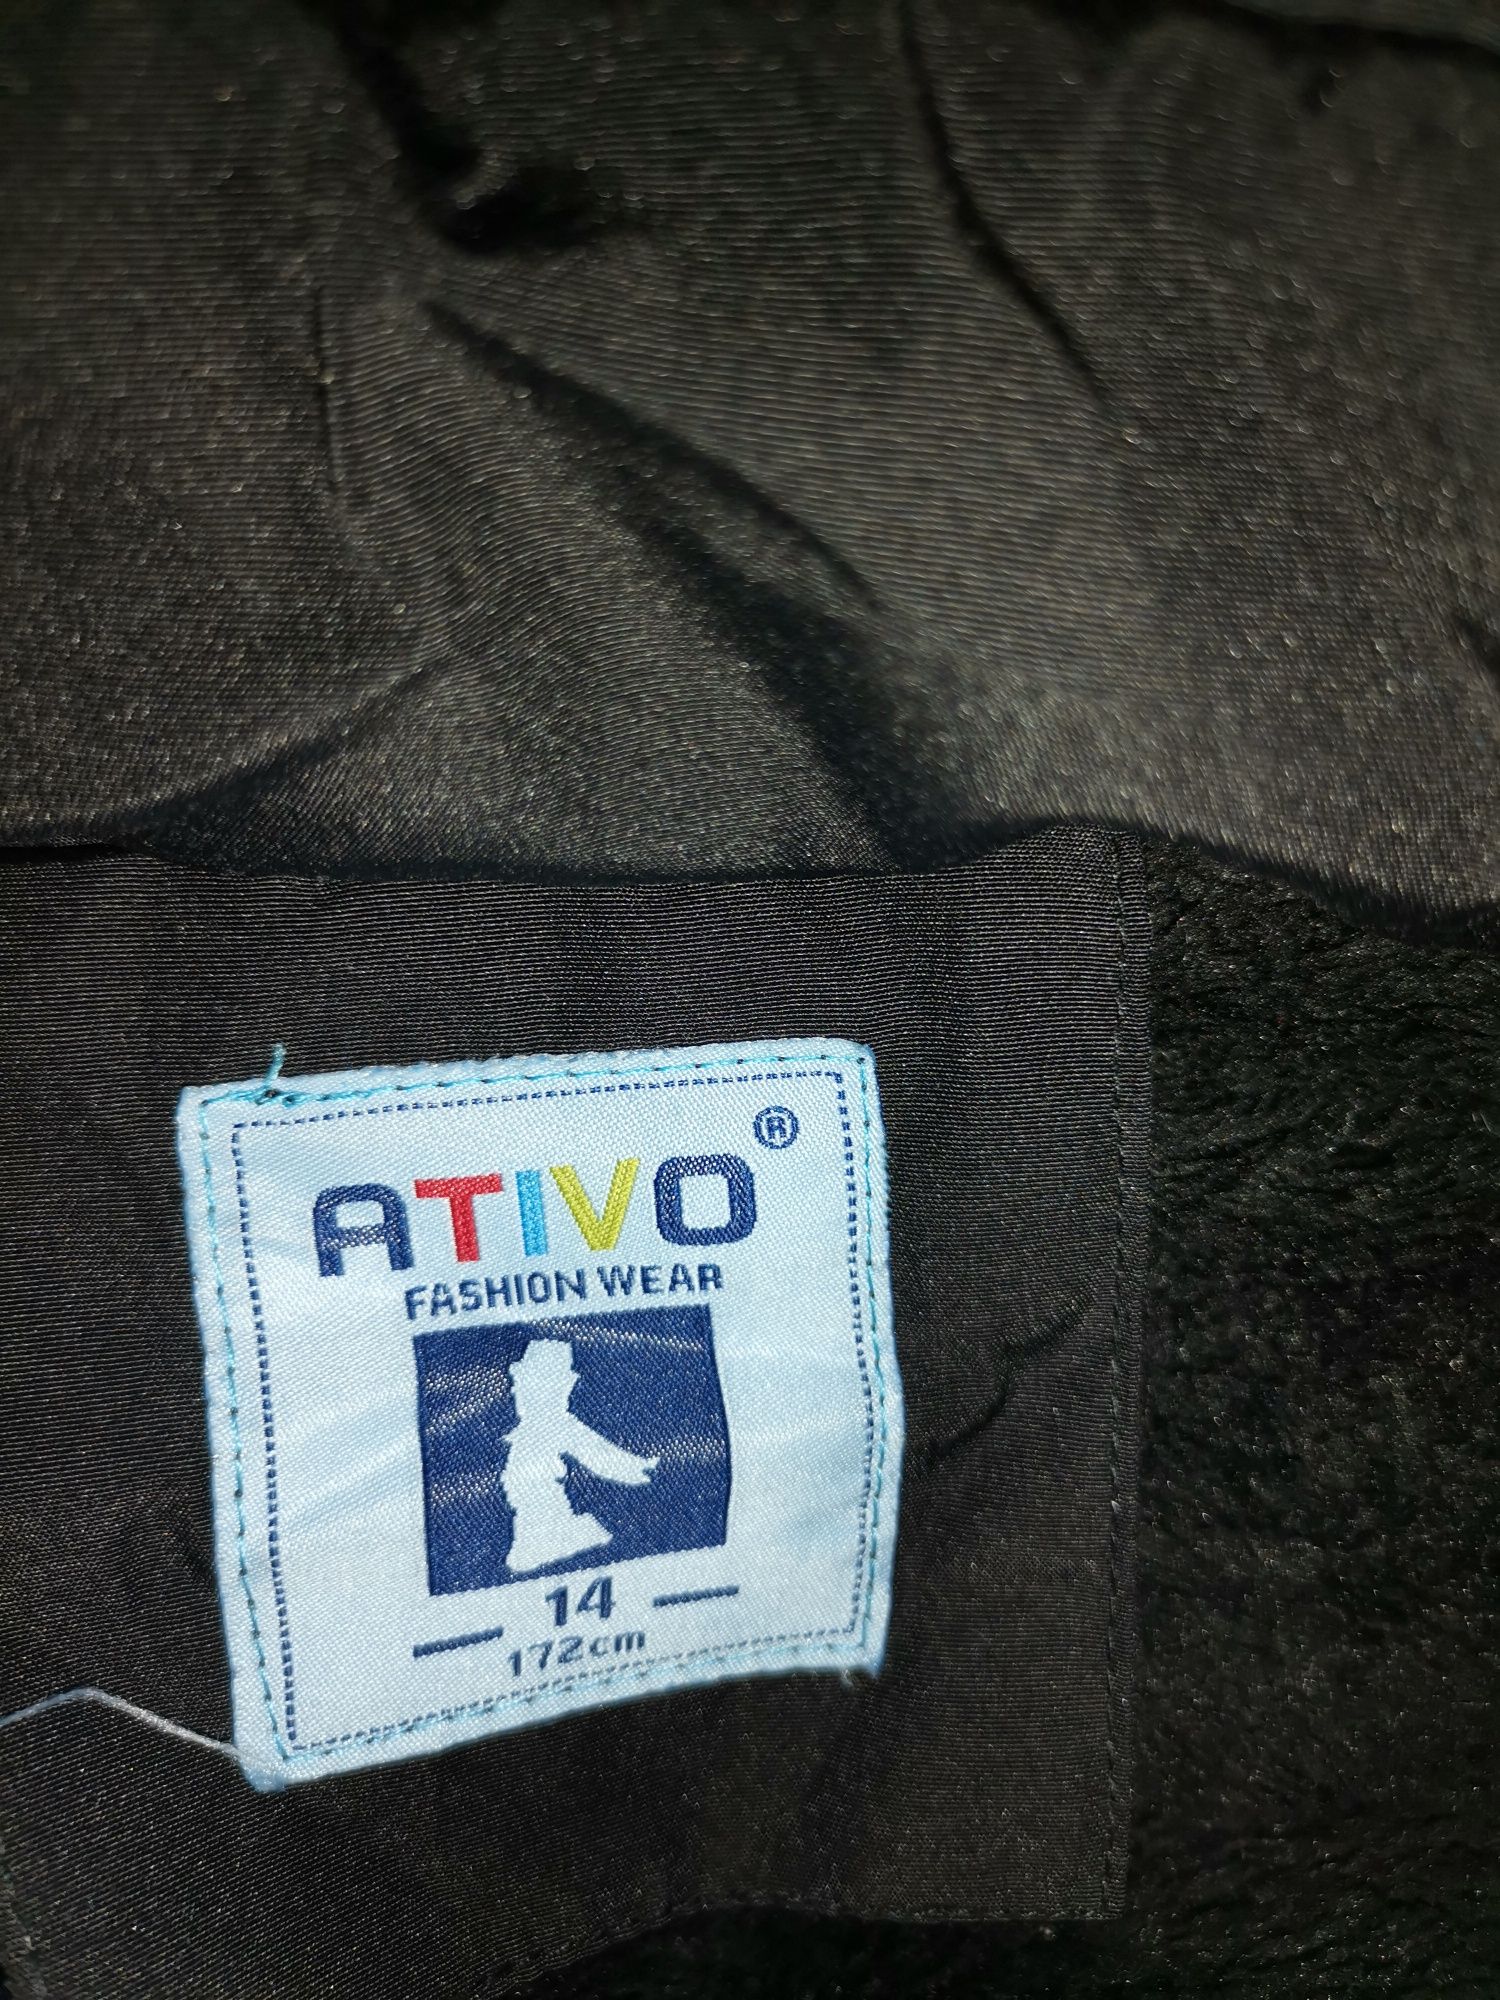 ATIVO ®
FASHION WEAR
14
172cm